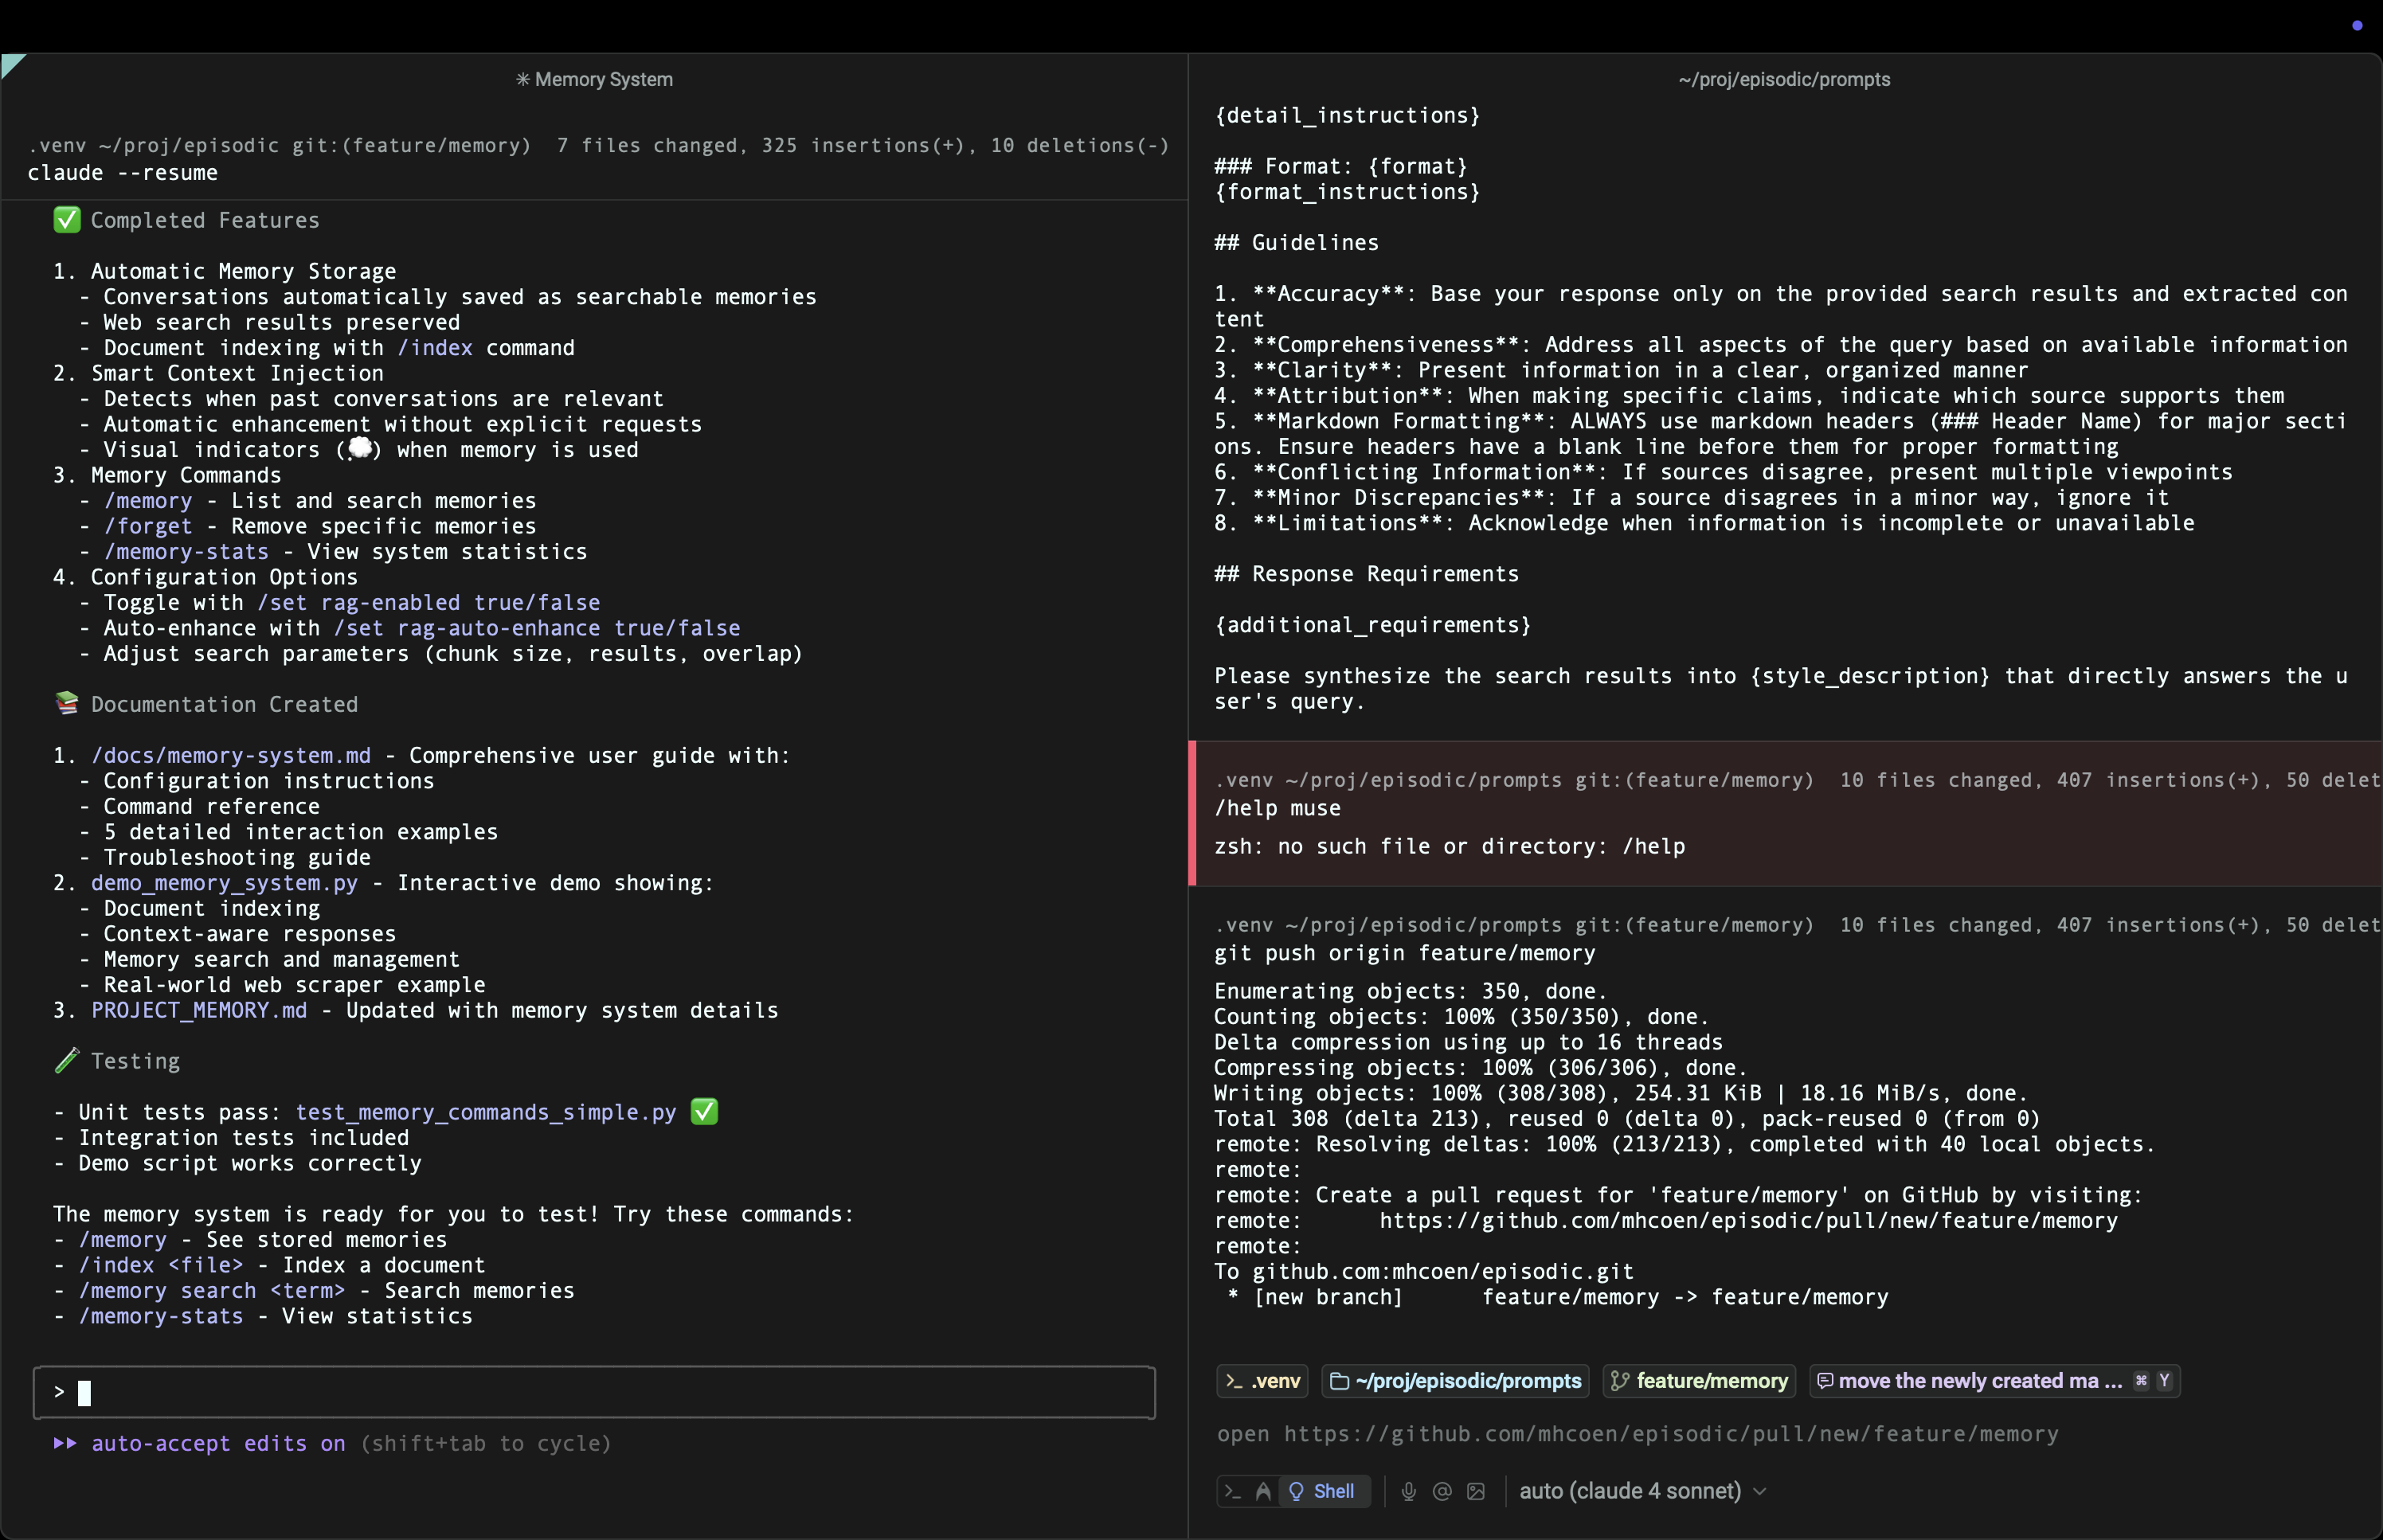 ✳ Memory System
.venv ~/proj/episodic git:(feature/memory)  7 files changed, 325 insertions(+), 10 deletions(-)
claude --resume
✅ Completed Features
1. Automatic Memory Storage
- Conversations automatically saved as searchable memories
- Web search results preserved
- Document indexing with /index command
2. Smart Context Injection
- Detects when past conversations are relevant
- Automatic enhancement without explicit requests
- Visual indicators (💭) when memory is used
3. Memory Commands
- /memory - List and search memories
- /forget - Remove specific memories
- /memory-stats - View system statistics
4. Configuration Options
- Toggle with /set rag-enabled true/false
- Auto-enhance with /set rag-auto-enhance true/false
- Adjust search parameters (chunk size, results, overlap)
📚 Documentation Created
1. /docs/memory-system.md - Comprehensive user guide with:
- Configuration instructions
- Command reference
- 5 detailed interaction examples
- Troubleshooting guide
2. demo_memory_system.py - Interactive demo showing:
- Document indexing
- Context-aware responses
- Memory search and management
- Real-world web scraper example
3. PROJECT_MEMORY.md - Updated with memory system details
🧪 Testing
- Unit tests pass: test_memory_commands_simple.py ✅
- Integration tests included
- Demo script works correctly
The memory system is ready for you to test! Try these commands:
- /memory - See stored memories
- /index <file> - Index a document
- /memory search <term> - Search memories
- /memory-stats - View statistics
>
⏵⏵ auto-accept edits on (shift+tab to cycle)
~/proj/episodic/prompts
{detail_instructions}
### Format: {format}
{format_instructions}
## Guidelines
1. **Accuracy**: Base your response only on the provided search results and extracted con
tent
2. **Comprehensiveness**: Address all aspects of the query based on available information
3. **Clarity**: Present information in a clear, organized manner
4. **Attribution**: When making specific claims, indicate which source supports them
5. **Markdown Formatting**: ALWAYS use markdown headers (### Header Name) for major secti
ons. Ensure headers have a blank line before them for proper formatting
6. **Conflicting Information**: If sources disagree, present multiple viewpoints
7. **Minor Discrepancies**: If a source disagrees in a minor way, ignore it
8. **Limitations**: Acknowledge when information is incomplete or unavailable
## Response Requirements
{additional_requirements}
Please synthesize the search results into {style_description} that directly answers the u
ser's query.
.venv ~/proj/episodic/prompts git:(feature/memory)  10 files changed, 407 insertions(+), 50 delet
/help muse
zsh: no such file or directory: /help
.venv ~/proj/episodic/prompts git:(feature/memory)  10 files changed, 407 insertions(+), 50 delet
git push origin feature/memory
Enumerating objects: 350, done.
Counting objects: 100% (350/350), done.
Delta compression using up to 16 threads
Compressing objects: 100% (306/306), done.
Writing objects: 100% (308/308), 254.31 KiB | 18.16 MiB/s, done.
Total 308 (delta 213), reused 0 (delta 0), pack-reused 0 (from 0)
remote: Resolving deltas: 100% (213/213), completed with 40 local objects.
remote:
remote: Create a pull request for 'feature/memory' on GitHub by visiting:
remote:      https://github.com/mhcoen/episodic/pull/new/feature/memory
remote:
To github.com:mhcoen/episodic.git
* [new branch]      feature/memory -> feature/memory
>_ .venv ~/proj/episodic/prompts feature/memory move the newly created ma ... ⌘ Y
open https://github.com/mhcoen/episodic/pull/new/feature/memory
>_ Shell @ auto (claude 4 sonnet)